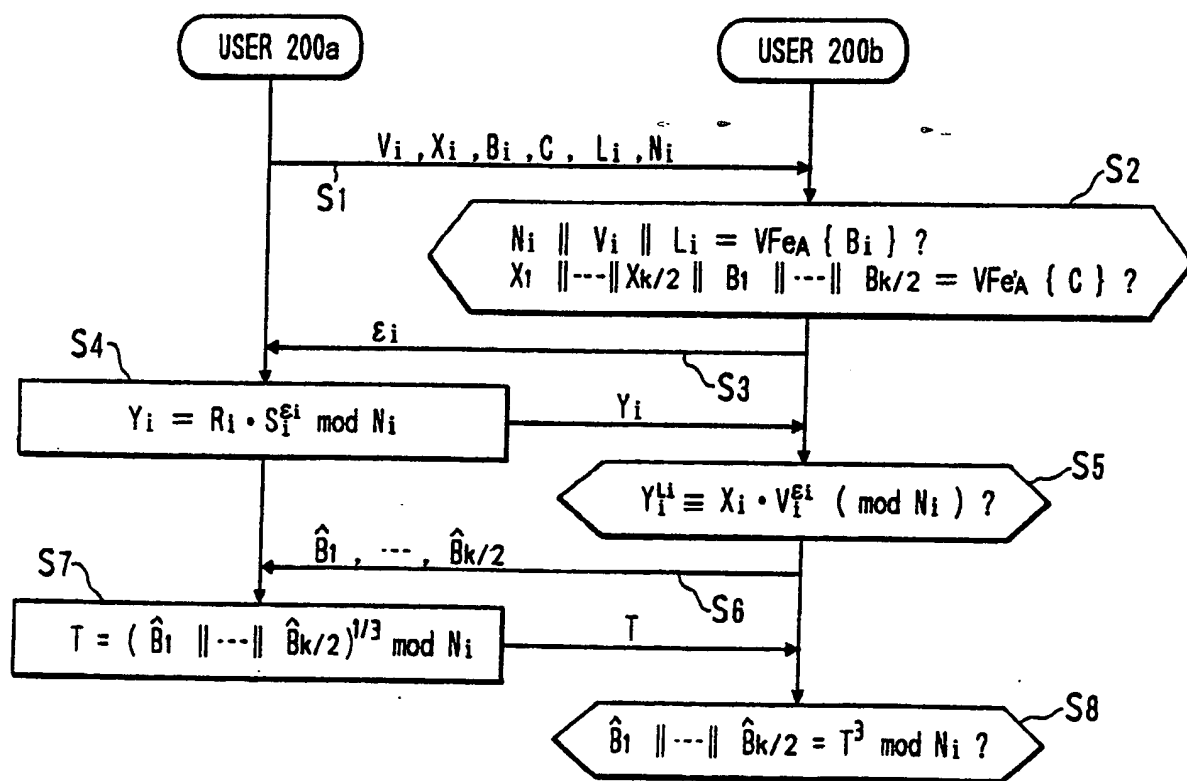 USER 200a
USER 200b
Vi , Xi , Bi , C , Li , Ni
S1
S2
Ni ‖ Vi ‖ Li = VFeA { Bi } ?
X1 ‖---‖ Xk/2 ‖ B1 ‖---‖ Bk/2 = VFe'A { C } ?
εi
S3
S4
Yi = Ri · Si^εi mod Ni
Yi
S5
Yi^Li ≡ Xi · Vi^εi ( mod Ni ) ?
B̂1 , --- , B̂k/2
S6
S7
T = ( B̂1 ‖---‖ B̂k/2 )^1/3 mod Ni
T
S8
B̂1 ‖---‖ B̂k/2 = T^3 mod Ni ?